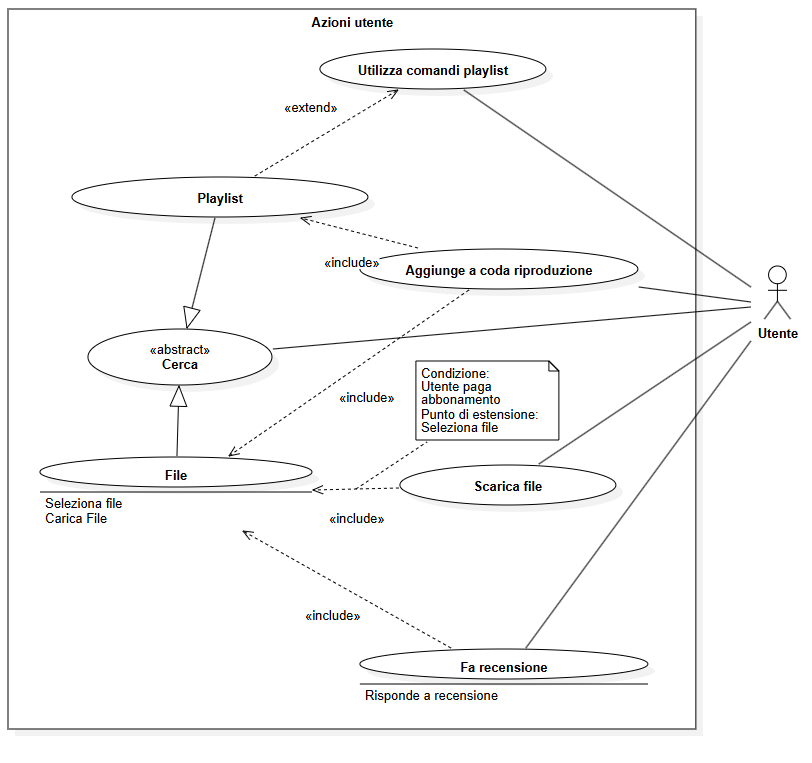 Azioni utente
Utilizza comandi playlist
«extend»
Playlist
«include»
Aggiunge a coda riproduzione
Utente
«abstract»
Cerca
Condizione:
Utente paga
abbonamento
Punto di estensione:
Seleziona file
«include»
File
Scarica file
Seleziona file
Carica File
«include»
«include»
Fa recensione
Risponde a recensione